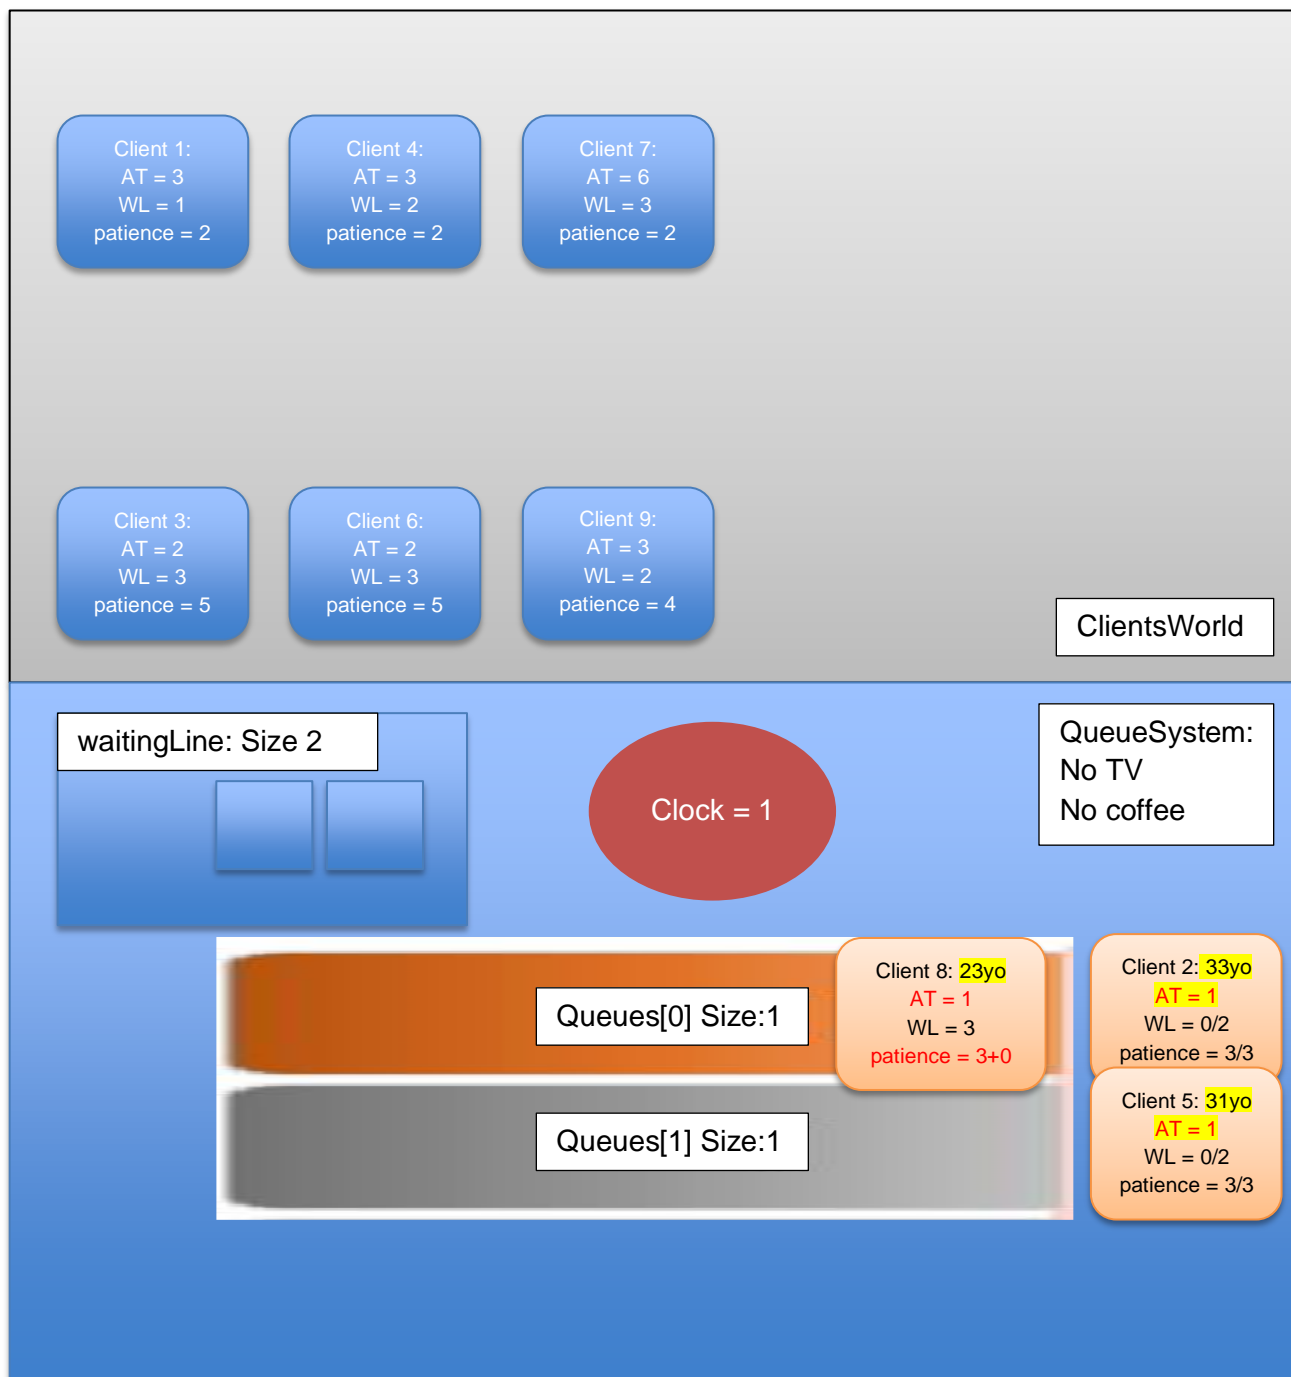 Client 1:
AT = 3
WL = 1
patience = 2
Client 4:
AT = 3
WL = 2
patience = 2
Client 7:
AT = 6
WL = 3
patience = 2
Client 3:
AT = 2
WL = 3
patience = 5
Client 6:
AT = 2
WL = 3
patience = 5
Client 9:
AT = 3
WL = 2
patience = 4
ClientsWorld
waitingLine: Size 2
Clock = 1
QueueSystem:
No TV
No coffee
Queues[0] Size:1
Client 8: 23yo
AT = 1
WL = 3
patience = 3+0
Client 2: 33yo
AT = 1
WL = 0/2
patience = 3/3
Queues[1] Size:1
Client 5: 31yo
AT = 1
WL = 0/2
patience = 3/3